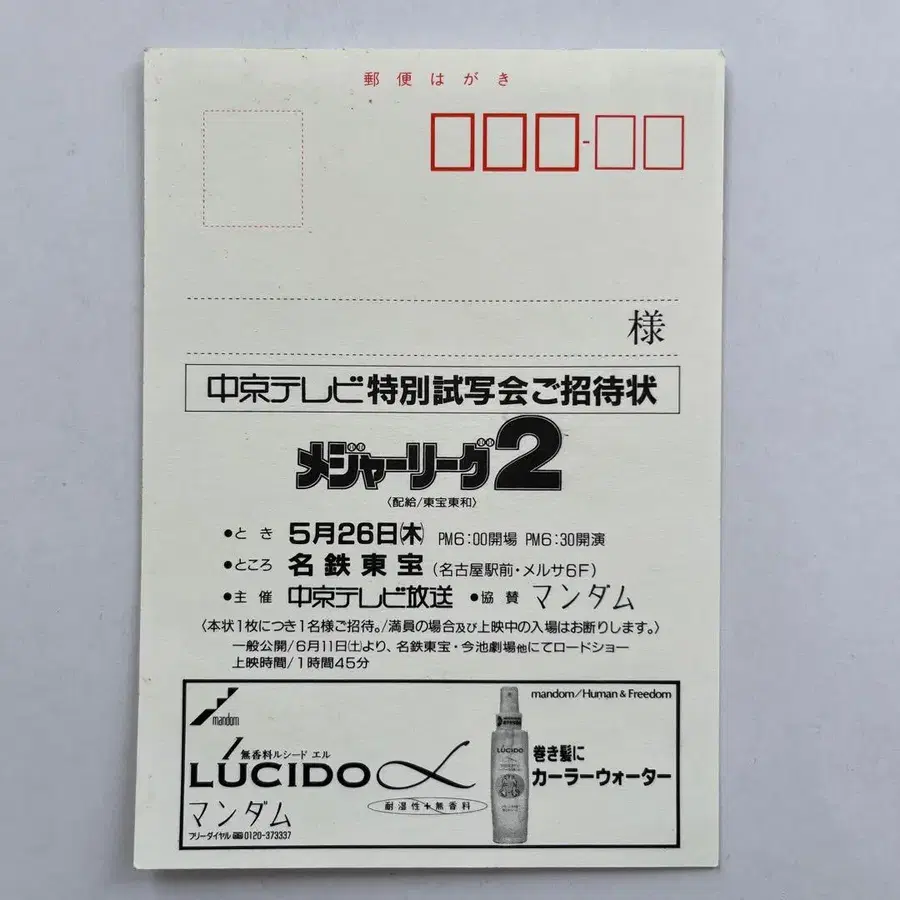 郵便はがき
様
中京テレビ特別試写会ご招待状
メジャーリーグ2
〈配給/東宝東和〉
●とき 5月26日㈭ PM6:00開場 PM6:30開演
●ところ 名鉄東宝(名古屋駅前・メルサ6F)
●主催 中京テレビ放送 ●協賛 マンダム
〈本状1枚につき1名様ご招待。/満員の場合及び上映中の入場はお断りします。〉
一般公開/6月11日㈯より、名鉄東宝・今池劇場他にてロードショー
上映時間/1時間45分
mandom
mandom/Human & Freedom
無香料ルシード エル
LÚCIDO
耐湿性+無香料
マンダム
フリーダイヤル 0120-373337
LÚCIDO
巻き髪に
カーラーウォーター